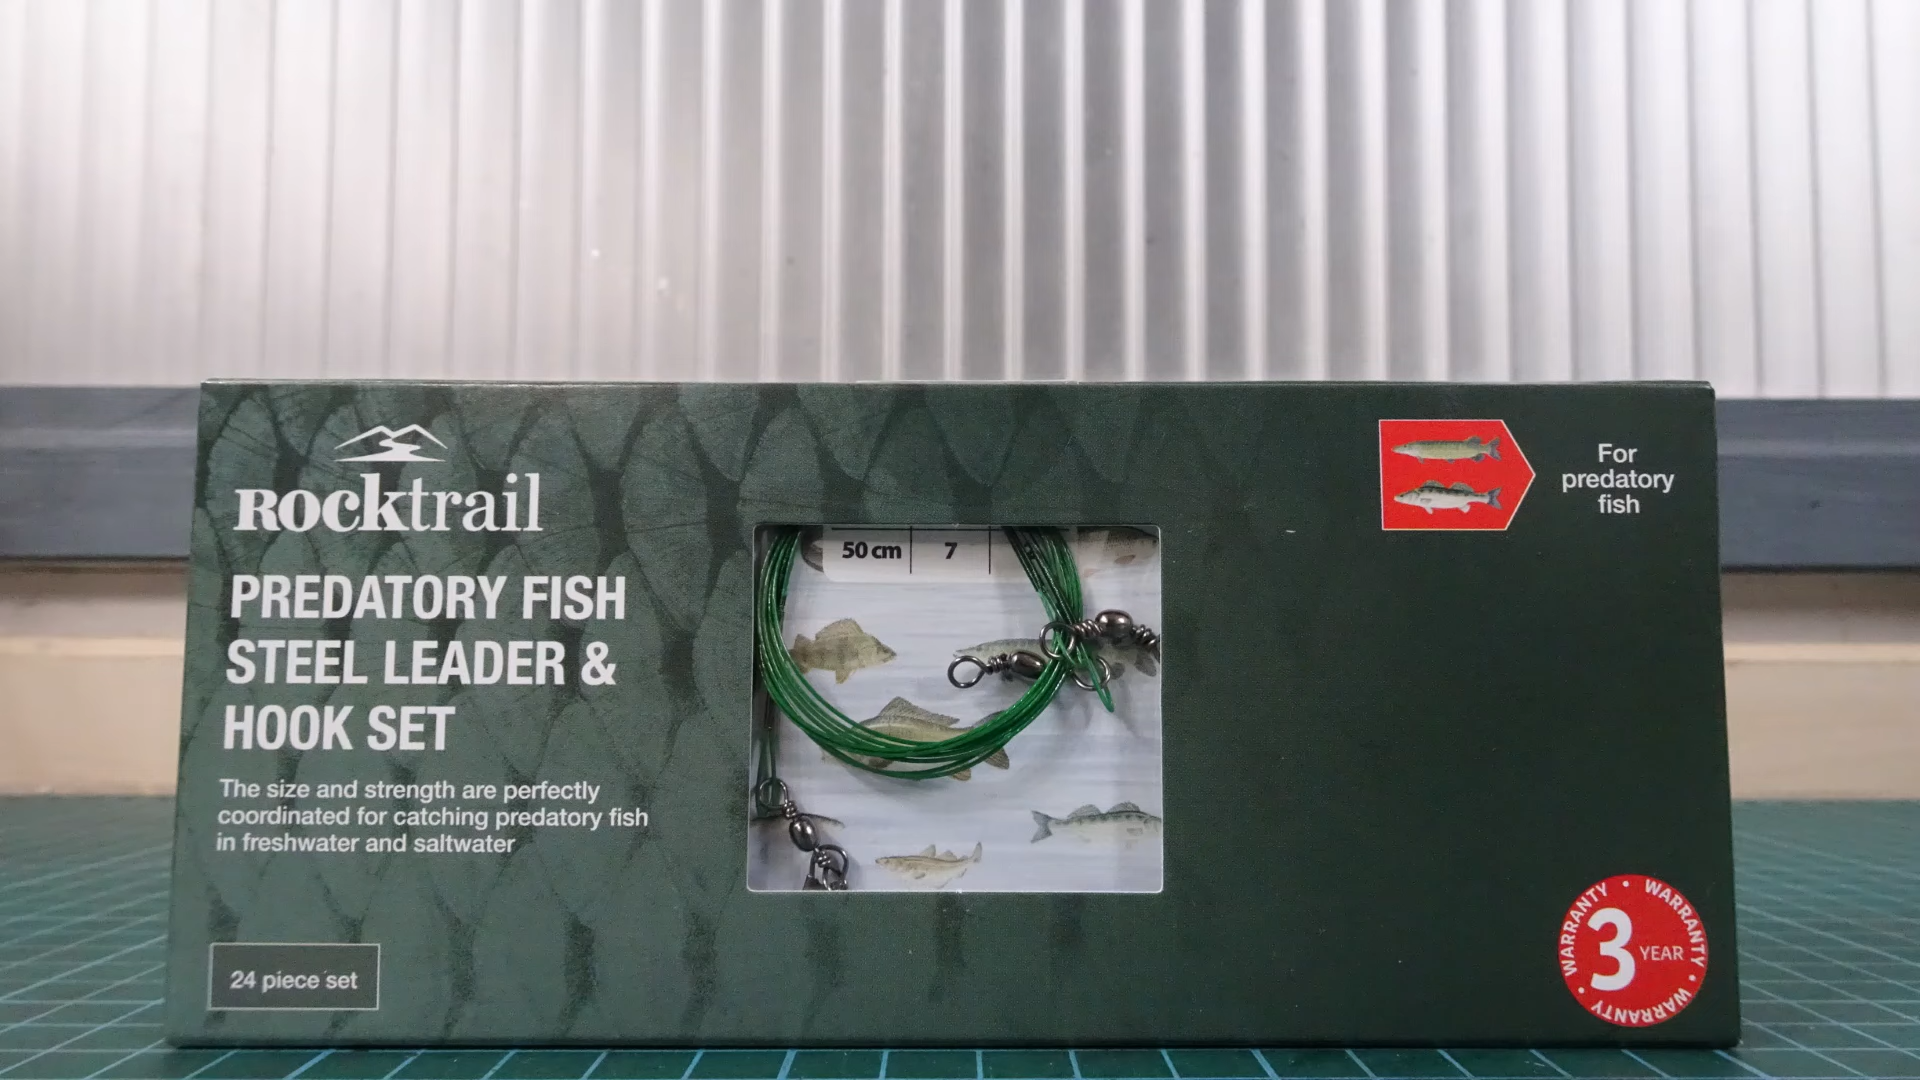 Rocktrail
PREDATORY FISH
STEEL LEADER &
HOOK SET
The size and strength are perfectly
coordinated for catching predatory fish
in freshwater and saltwater
24 piece set
50 cm 7
For
predatory
fish
WARRANTY • WARRANTY • WARRANTY •
3 YEAR